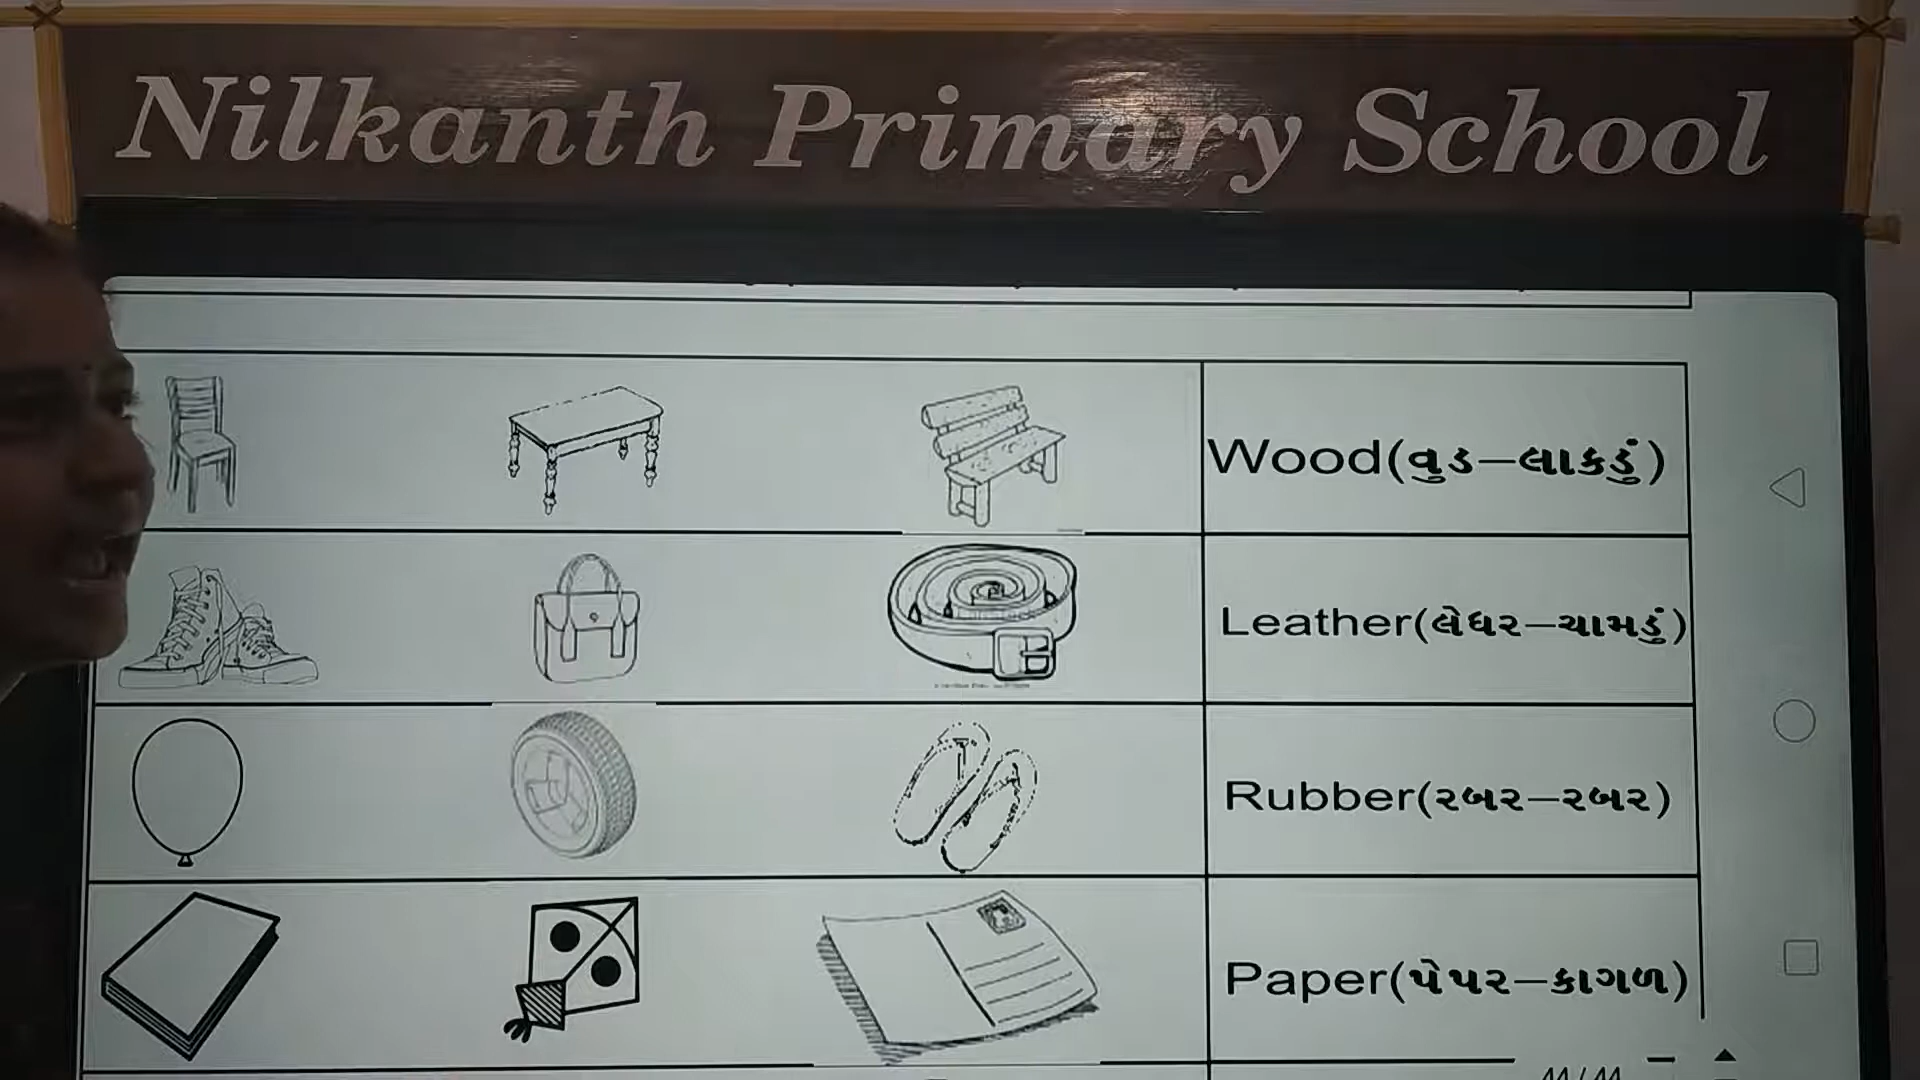 Nilkanth Primary School
Wood(વુડ–લાકડું)
Leather(લેધર–ચામડું)
Rubber(રબર–રબર)
Paper(પેપર–કાગળ)